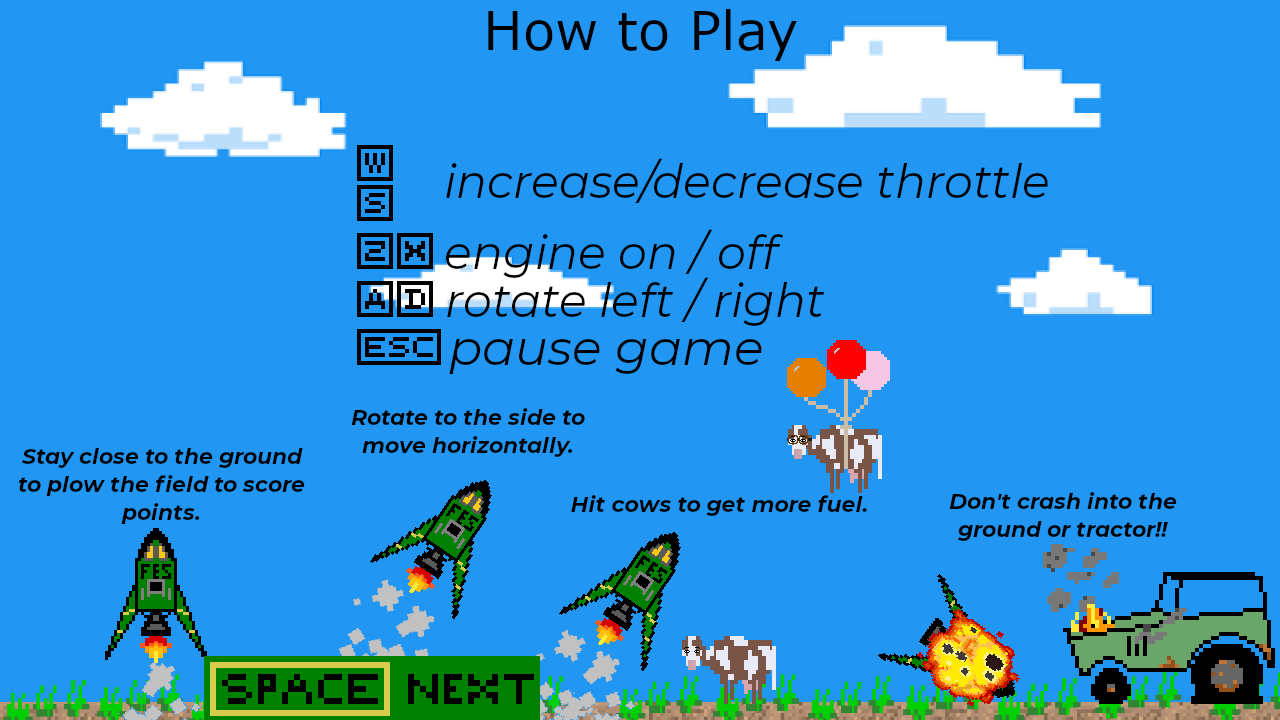 How to Play
W
S
increase/decrease throttle
Z X engine on / off
A D rotate left / right
ESC pause game
Rotate to the side to
move horizontally.
Stay close to the ground
to plow the field to score
points.
Hit cows to get more fuel.
Don't crash into the
ground or tractor!!
FES
FES
FES
SPACE NEXT